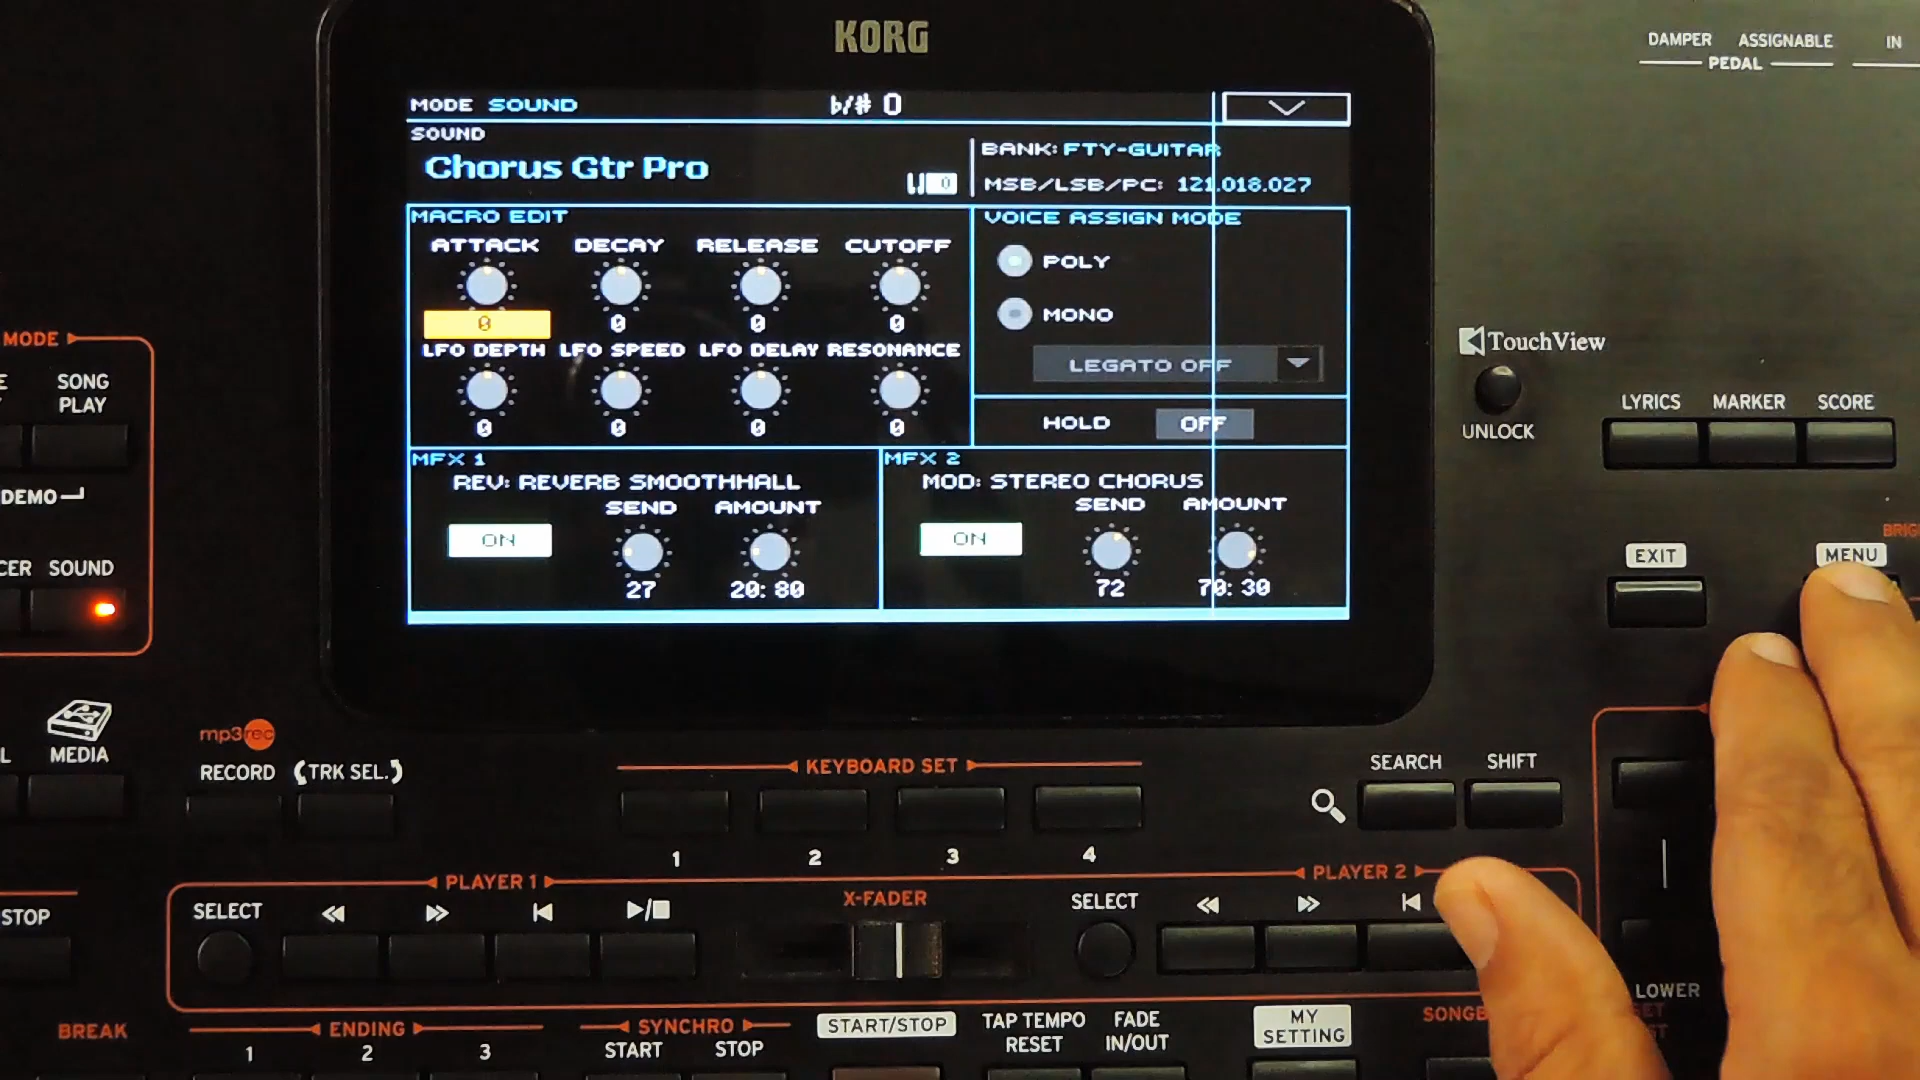 KORG
DAMPER ASSIGNABLE IN
PEDAL
MODE SOUND b/# 0
SOUND
Chorus Gtr Pro
U 0
BANK: FTY-GUITAR
MSB/LSB/PC: 121.018.027
MACRO EDIT
ATTACK DECAY RELEASE CUTOFF
0 0 0 0
LFO DEPTH LFO SPEED LFO DELAY RESONANCE
0 0 0 0
VOICE ASSIGN MODE
POLY
MONO
LEGATO OFF
HOLD OFF
MFX 1
REV: REVERB SMOOTHHALL
SEND AMOUNT
ON
27 20:80
MFX 2
MOD: STEREO CHORUS
SEND AMOUNT
ON
72 70:30
MODE
SONG
PLAY
DEMO
CER SOUND
TouchView
UNLOCK
LYRICS MARKER SCORE
BRIG
EXIT MENU
MEDIA
mp3rec
RECORD (TRK SEL.)
KEYBOARD SET
1 2 3 4
SEARCH SHIFT
STOP
PLAYER 1
SELECT
X-FADER
PLAYER 2
SELECT
LOWER
BREAK
ENDING
1 2 3
SYNCHRO
START STOP
START/STOP
TAP TEMPO
RESET
FADE
IN/OUT
MY
SETTING
SONGB